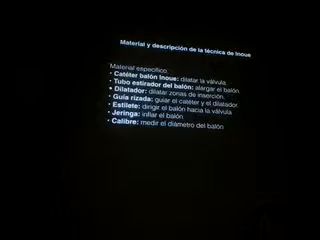 Material y descripción de la técnica de Inoue
Material específico:
• Catéter balón Inoue: dilatar la válvula
• Tubo estirador del balón: alargar el balón.
• Dilatador: dilatar zonas de inserción.
• Guía rizada: guiar el catéter y el dilatador.
• Estilete: dirigir el balón hacia la válvula
• Jeringa: inflar el balón
• Calibre: medir el diámetro del balón